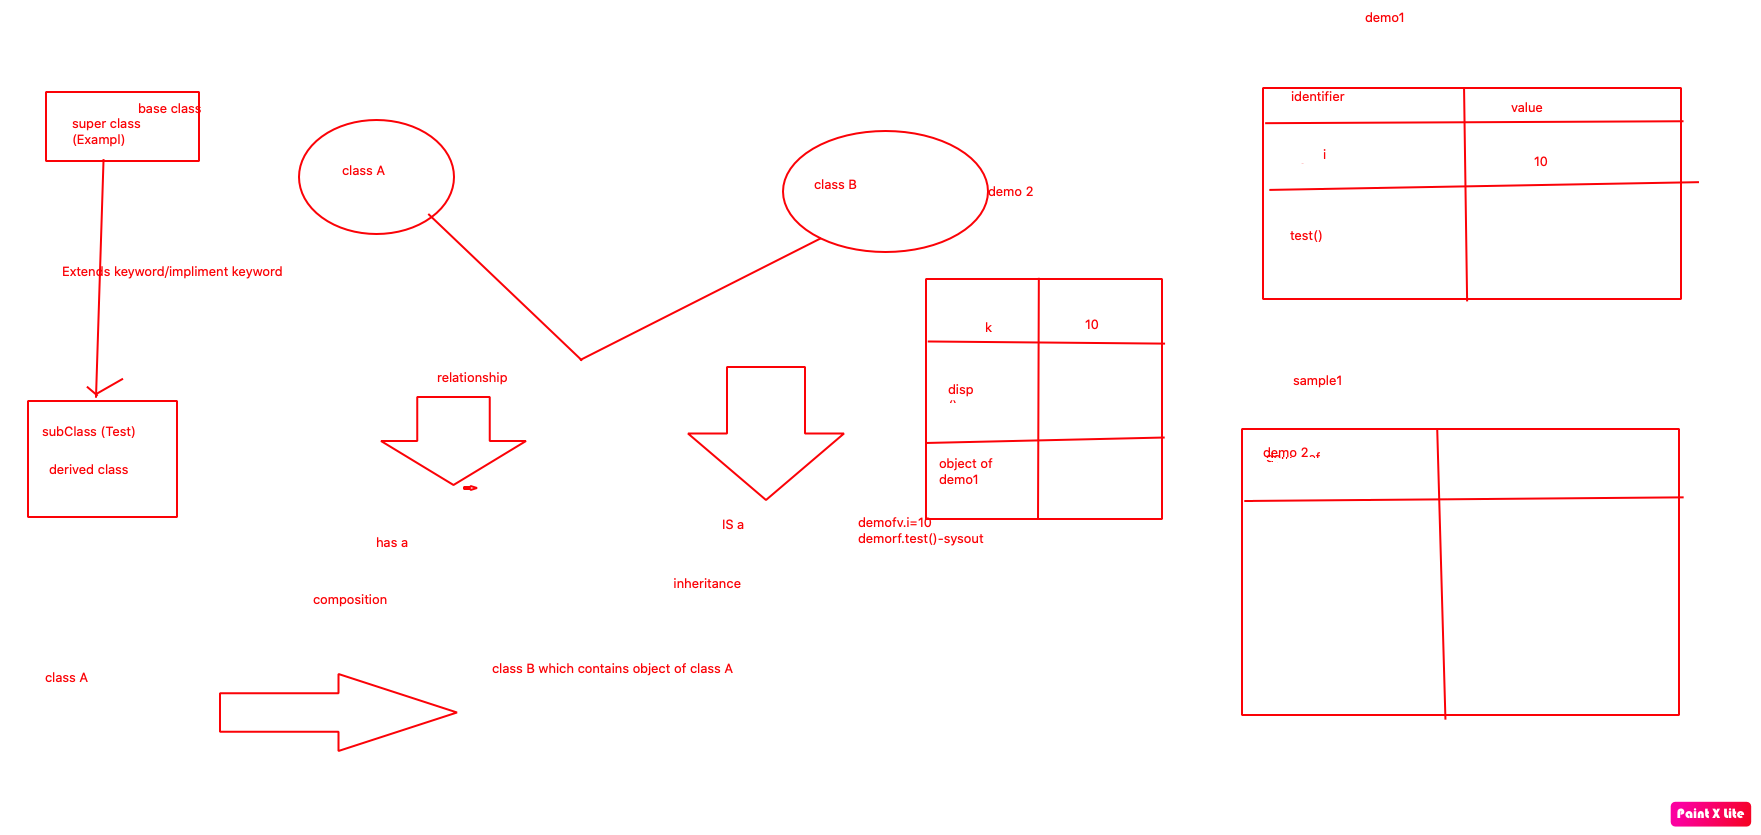 demo1
base class
super class
(Exampl)
identifier
value
class A
class B
demo 2
i
10
test()
Extends keyword/impliment keyword
k
10
relationship
disp
object of
demo1
sample1
subClass (Test)
derived class
demo 2
has a
IS a
demofv.i=10
demorf.test()-sysout
inheritance
composition
class A
class B which contains object of class A
Paint X Lite